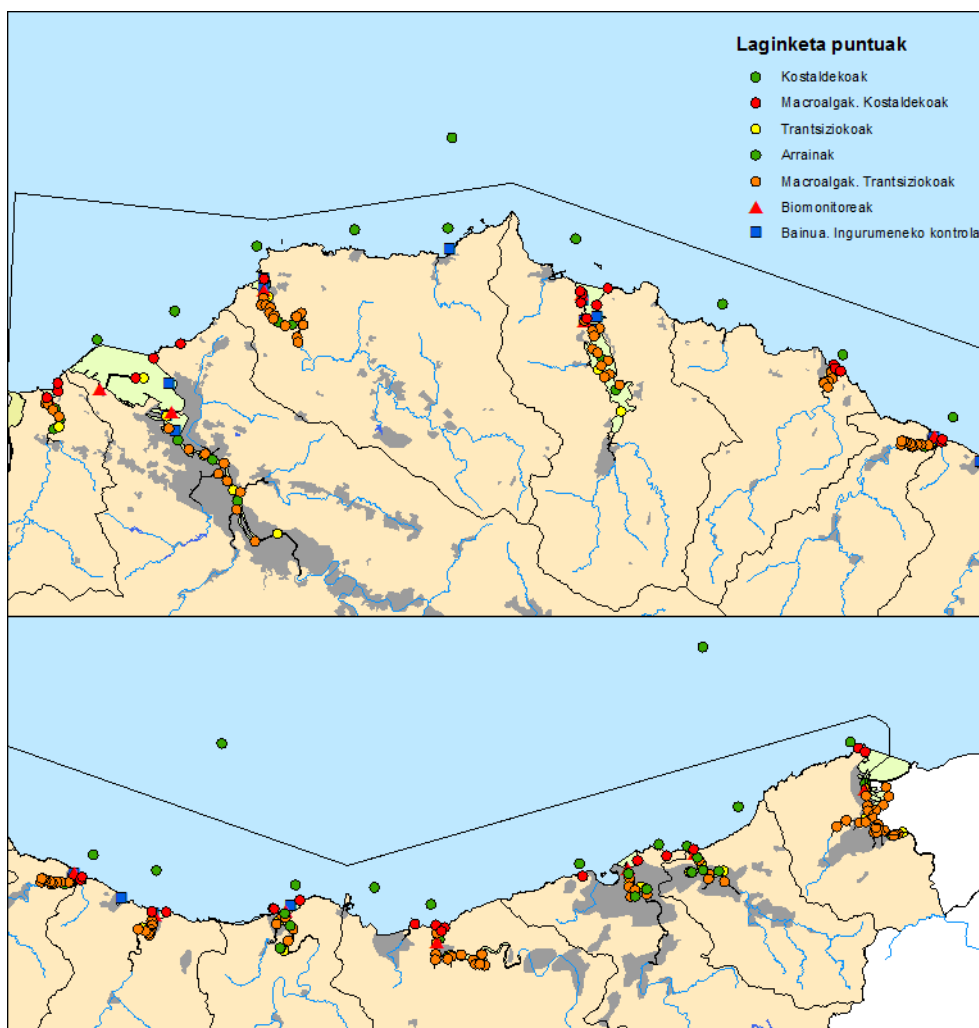 Laginketa puntuak
Kostaldekoak
Macroalgak. Kostaldekoak
Trantsiziokoak
Arrainak
Macroalgak. Trantsiziokoak
Biomonitoreak
Bainua. Ingurumeneko kontrola